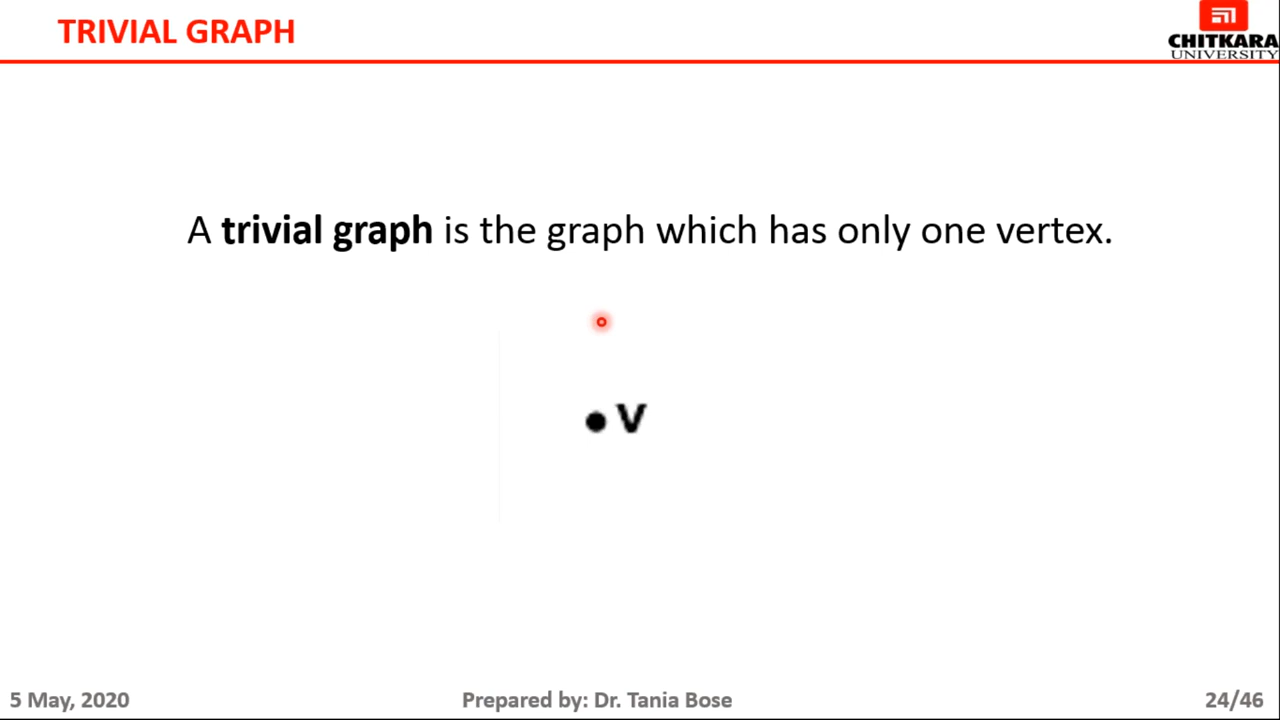 TRIVIAL GRAPH
CHITKARA
UNIVERSITY
A trivial graph is the graph which has only one vertex.
V
5 May, 2020
Prepared by: Dr. Tania Bose
24/46